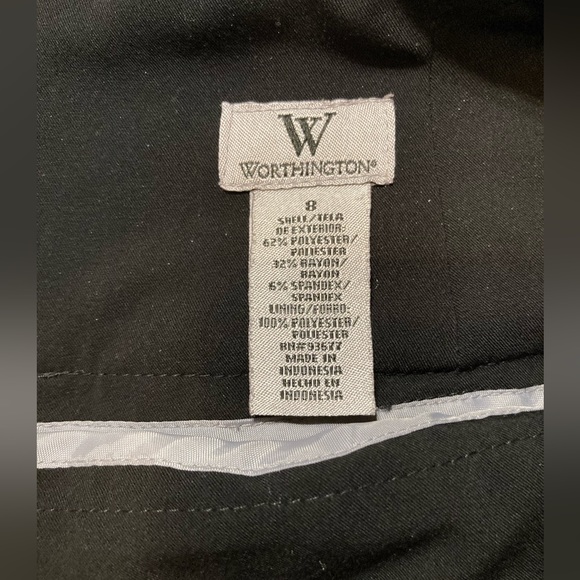 W
WORTHINGTON®
8
SHELL/TELA
DE EXTERIOR:
62% POLYESTER/
POLIESTER
32% RAYON/
RAYON
6% SPANDEX/
SPANDEX
LINING/FORRO:
100% POLYESTER/
POLIESTER
RN#93677
MADE IN
INDONESIA
HECHO EN
INDONESIA